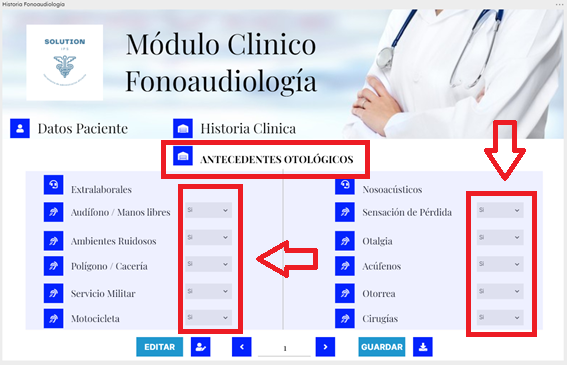 Historia Fonoaudiología
SOLUTION
IPS
Módulo Clinico
Fonoaudiología
Datos Paciente
Historia Clinica
ANTECEDENTES OTOLÓGICOS
Extralaborales
Audífono / Manos libres Si
Ambientes Ruidosos Si
Polígono / Cacería Si
Servicio Militar Si
Motocícleta Si
Nosoacústicos
Sensación de Pérdida Si
Otalgia Si
Acúfenos Si
Otorrea Si
Cirugías Si
EDITAR
1
GUARDAR